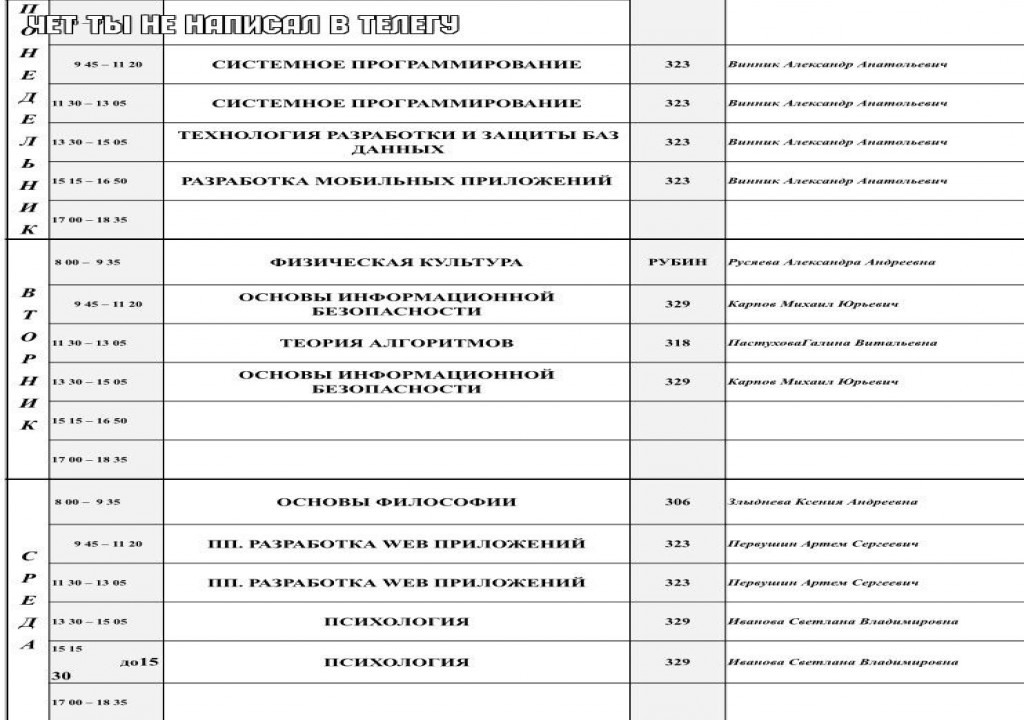 ЧЕТ ТЫ НЕ НАПИСАЛ В ТЕЛЕГУ
ПОНЕДЕЛЬНИК
9 45 – 11 20 СИСТЕМНОЕ ПРОГРАММИРОВАНИЕ 323 Винник Александр Анатольевич
11 30 – 13 05 СИСТЕМНОЕ ПРОГРАММИРОВАНИЕ 323 Винник Александр Анатольевич
13 30 – 15 05 ТЕХНОЛОГИЯ РАЗРАБОТКИ И ЗАЩИТЫ БАЗ
ДАННЫХ 323 Винник Александр Анатольевич
15 15 – 16 50 РАЗРАБОТКА МОБИЛЬНЫХ ПРИЛОЖЕНИЙ 323 Винник Александр Анатольевич
17 00 – 18 35
ВТОРНИК
8 00 – 9 35 ФИЗИЧЕСКАЯ КУЛЬТУРА РУБИН Русяева Александра Андреевна
9 45 – 11 20 ОСНОВЫ ИНФОРМАЦИОННОЙ
БЕЗОПАСНОСТИ 329 Карпов Михаил Юрьевич
11 30 – 13 05 ТЕОРИЯ АЛГОРИТМОВ 318 ПастуховаГалина Витальевна
13 30 – 15 05 ОСНОВЫ ИНФОРМАЦИОННОЙ
БЕЗОПАСНОСТИ 329 Карпов Михаил Юрьевич
15 15 – 16 50
17 00 – 18 35
СРЕДА
8 00 – 9 35 ОСНОВЫ ФИЛОСОФИИ 306 Злыднева Ксения Андреевна
9 45 – 11 20 ПП. РАЗРАБОТКА WEB ПРИЛОЖЕНИЙ 323 Первушин Артем Сергеевич
11 30 – 13 05 ПП. РАЗРАБОТКА WEB ПРИЛОЖЕНИЙ 323 Первушин Артем Сергеевич
13 30 – 15 05 ПСИХОЛОГИЯ 329 Иванова Светлана Владимировна
15 15
до15 ПСИХОЛОГИЯ 329 Иванова Светлана Владимировна
30
17 00 – 18 35